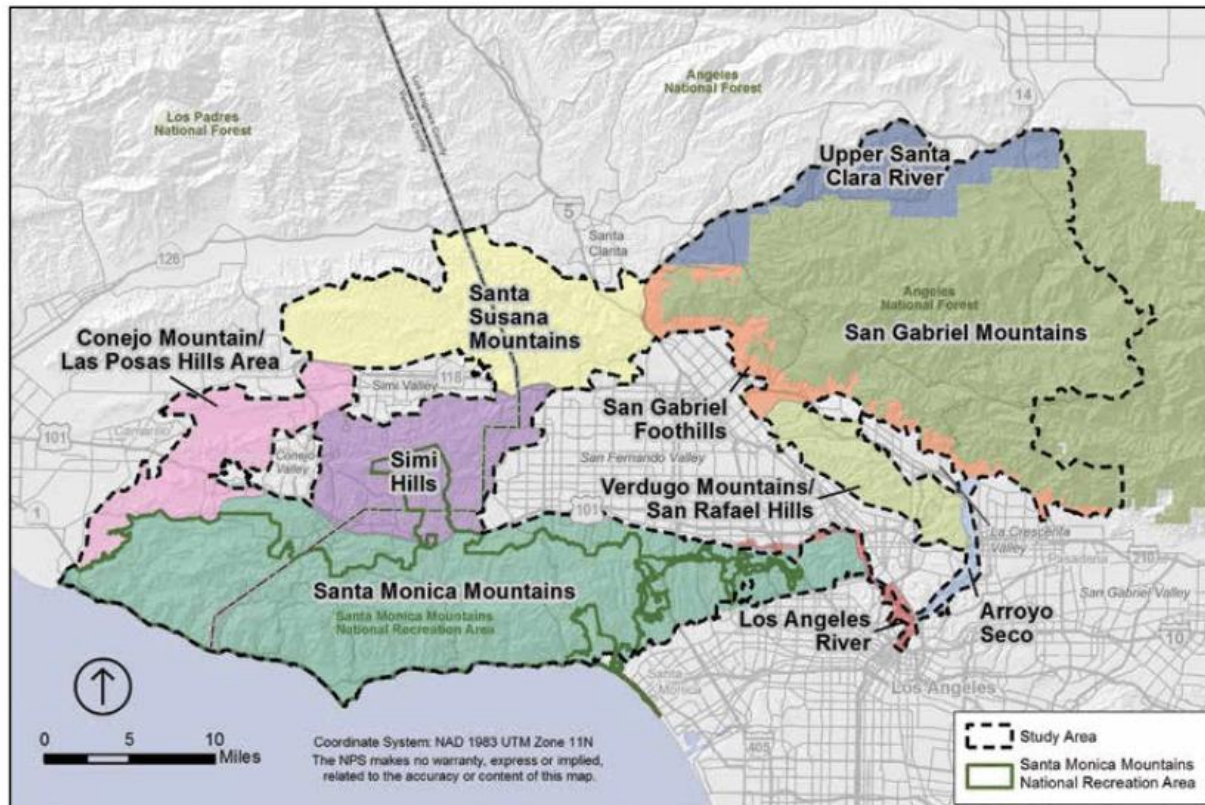 Los Padres
National Forest
Angeles
National Forest
14
Upper Santa
Clara River
5
Santa
Clarita
126
Santa
Susana
Mountains
Angeles
National Forest
San Gabriel Mountains
Conejo Mountain/
Las Posas Hills Area
Simi Valley
118
San Gabriel
Foothills
101
Camarillo
Conejo
Valley
Simi
Hills
San Fernando Valley
Verdugo Mountains/
San Rafael Hills
1
101
La Crescenta
Valley
Pasadena
210
Santa Monica Mountains
Santa Monica Mountains
National Recreation Area
Los Angeles
River
Arroyo
Seco
San Gabriel Valley
10
Santa
Monica
Los Angeles
405
0 5 10
Miles
Coordinate System: NAD 1983 UTM Zone 11N
The NPS makes no warranty, express or implied,
related to the accuracy or content of this map.
Study Area
Santa Monica Mountains
National Recreation Area